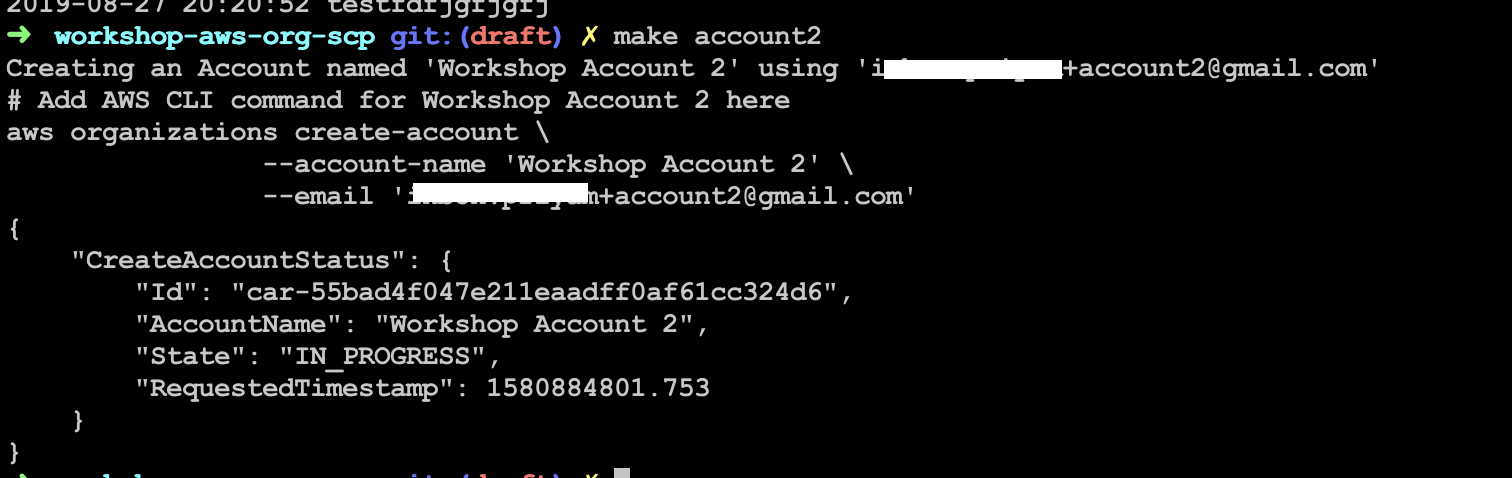 2019-08-27 20:20:52
➜ workshop-aws-org-scp git:(draft) ✗ make account2
Creating an Account named 'Workshop Account 2' using 'i +account2@gmail.com'
# Add AWS CLI command for Workshop Account 2 here
aws organizations create-account \
--account-name 'Workshop Account 2' \
--email ' +account2@gmail.com'
{
"CreateAccountStatus": {
"Id": "car-55bad4f047e211eaadff0af61cc324d6",
"AccountName": "Workshop Account 2",
"State": "IN_PROGRESS",
"RequestedTimestamp": 1580884801.753
}
}